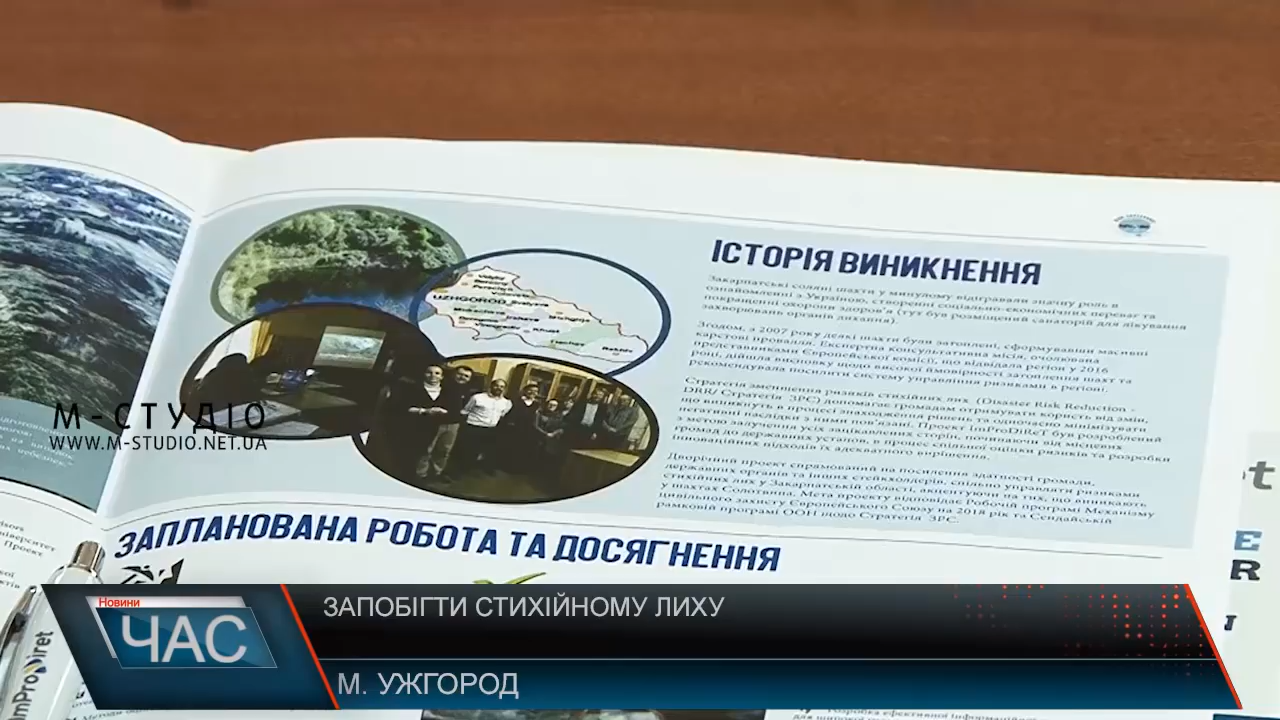 ІСТОРІЯ ВИНИКНЕННЯ
Закарпатські соляні шахти у минулому відігравали значну роль в
ознайомленні з Україною, створенні соціально-економічних переваг та
покращенні охорони здоров'я (тут був розміщений санаторій для лікування
захворювань органів дихання).
Згодом, з 2007 року деякі шахти були затоплені, сформувавши масивні
карстові провалля. Експертна консультативна місія, очолювана
представниками Європейської комісії, відвідала регіон у 2016
році, дійшла висновку щодо високої ймовірності затоплення шахт та
рекомендувала посилити систему управління ризиками в регіоні.
Стратегія зменшення ризиків стихійних лих (Disaster Risk Reduction -
DRR/ Стратегія ЗРС) допомагає громадам отримувати користь від змін,
що виникнуть в процесі знаходження рішень та одночасно мінімізувати
негативні наслідки з ними пов'язані. Проект ImProDiReT був розроблений
з метою залучення усіх зацікавлених сторін, починаючи від місцевих
громад до державних установ, в процес спільної оцінки ризиків та розробки
інноваційних підходів їх адекватного вирішення.
Дворічний проект спрямований на посилення здатності громади,
державних органів та інших стейкхолдерів, спільно управляти ризиками
стихійних лих у Закарпатській області, акцентуючи на тих, що виникають
у шахтах Солотвина. Мета проекту відповідає Робочій програмі Механізму
цивільного захисту Європейського Союзу на 2018 рік та Сендайській
рамковій програмі ООН щодо Стратегії ЗРС.
UZHGOROD
М-СТУДІО
WWW.M-STUDIO.NET.UA
ЗАПЛАНОВАНА РОБОТА ТА ДОСЯГНЕННЯ
Новини
ЧАС
ЗАПОБІГТИ СТИХІЙНОМУ ЛИХУ
М. УЖГОРОД